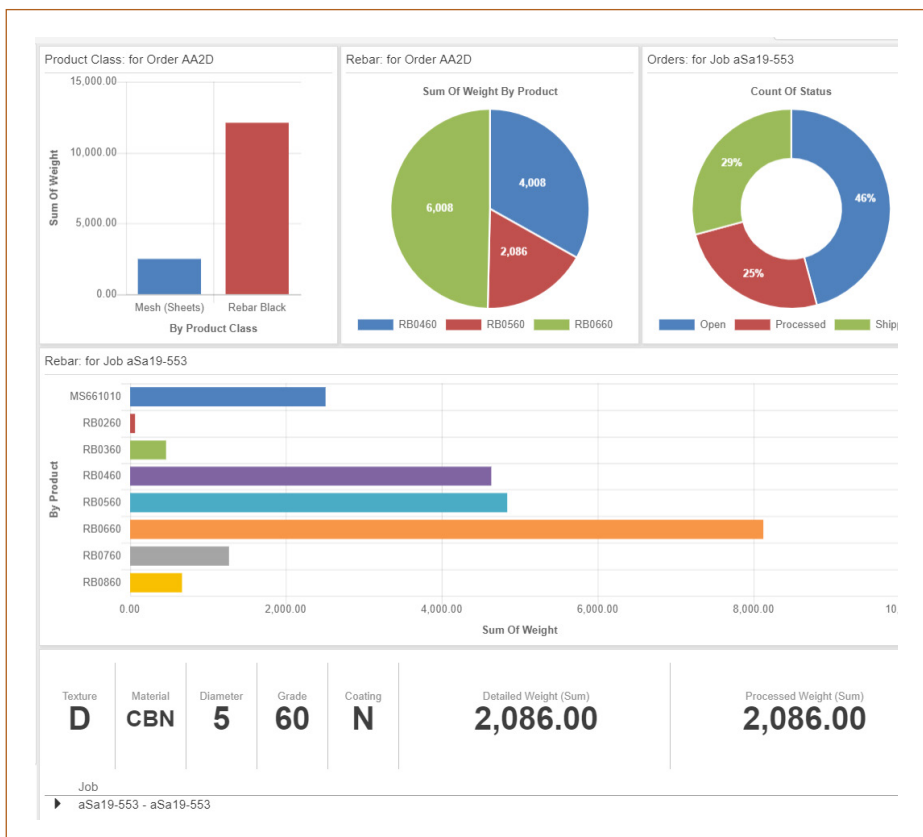 Product Class: for Order AA2D
15,000.00
10,000.00
5,000.00
0.00
Sum Of Weight
Mesh (Sheets) Rebar Black
By Product Class
Rebar: for Order AA2D
Sum Of Weight By Product
4,008
6,008
2,086
RB0460 RB0560 RB0660
Orders: for Job aSa19-553
Count Of Status
29%
46%
25%
Open Processed Shipp
Rebar: for Job aSa19-553
By Product
MS661010
RB0260
RB0360
RB0460
RB0560
RB0660
RB0760
RB0860
0.00 2,000.00 4,000.00 6,000.00 8,000.00 10,
Sum Of Weight
Texture Material Diameter Grade Coating Detailed Weight (Sum) Processed Weight (Sum)
D CBN 5 60 N 2,086.00 2,086.00
Job
aSa19-553 - aSa19-553